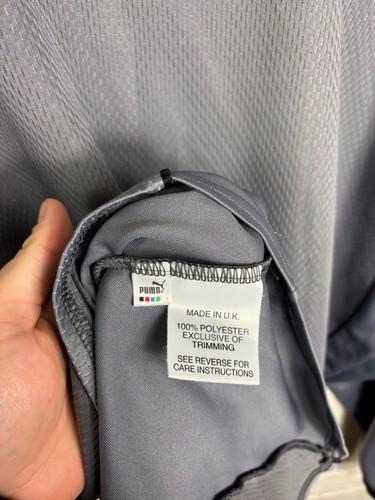 PUMA
MADE IN U.K.
100% POLYESTER
EXCLUSIVE OF
TRIMMING
SEE REVERSE FOR
CARE INSTRUCTIONS